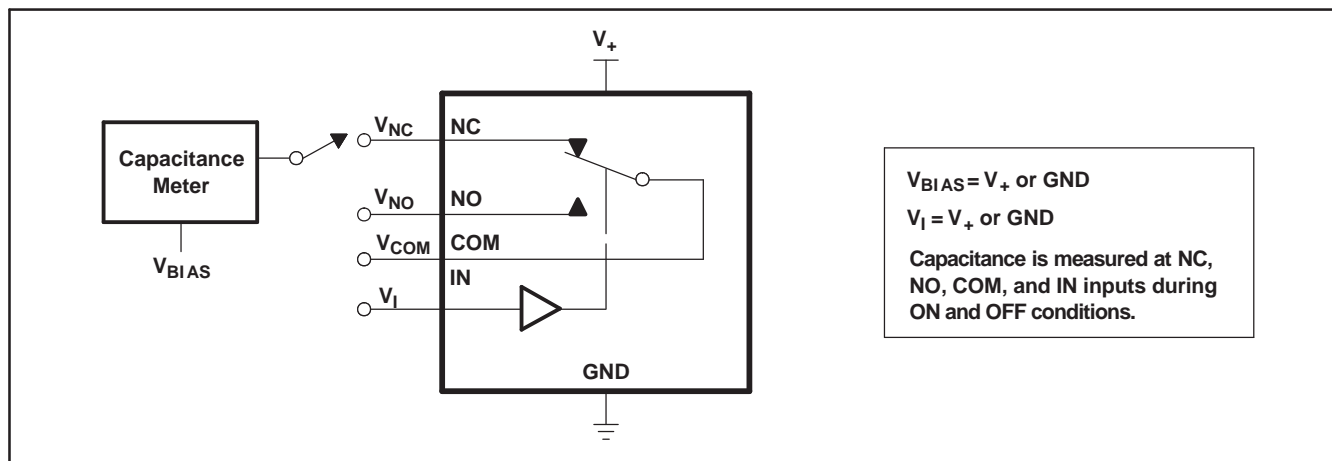 V+
Capacitance
Meter
VBIAS
VNC
NC
VNO
NO
VCOM
COM
IN
VI
GND
VBIAS = V+ or GND
VI = V+ or GND
Capacitance is measured at NC,
NO, COM, and IN inputs during
ON and OFF conditions.